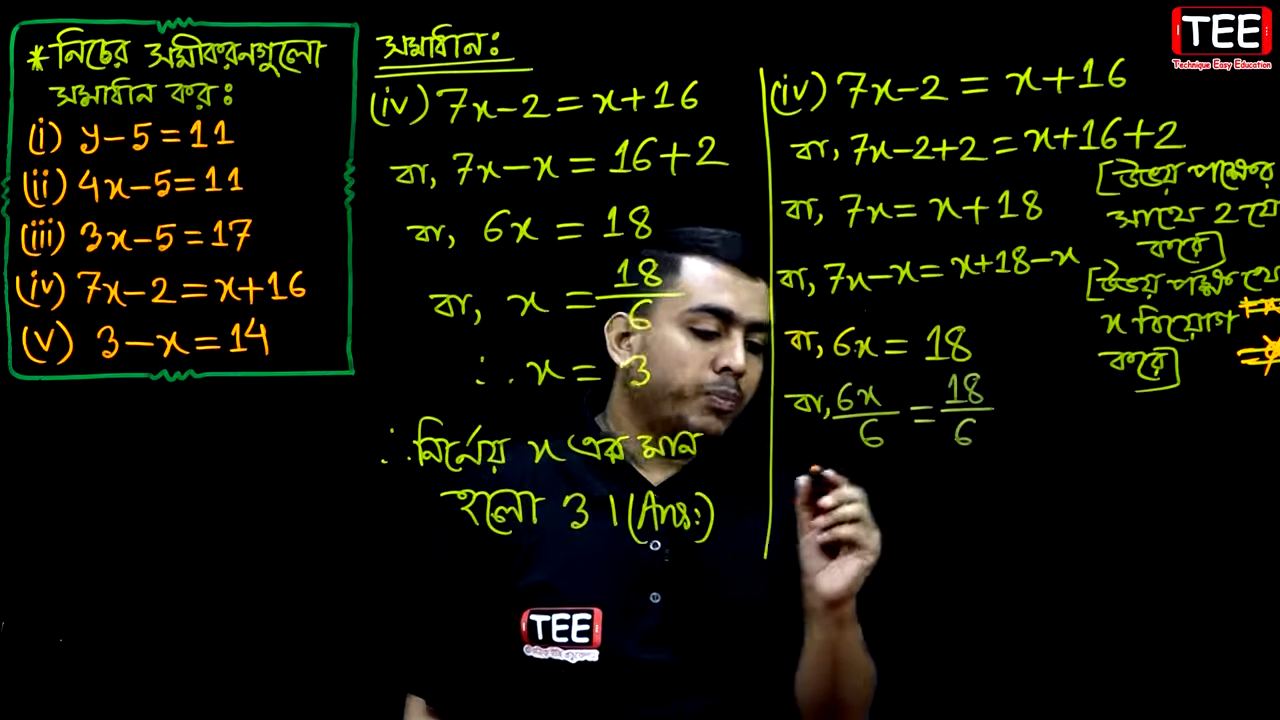 * নিচের সমীকরনগুলো
সমাধান কর:
(i) y-5=11
(ii) 4x-5=11
(iii) 3x-5=17
(iv) 7x-2=x+16
(v) 3-x=14
সমাধান:
(iv) 7x-2=x+16
বা, 7x-x=16+2
বা, 6x=18
বা, x=18/6
∴ x=3
∴ নির্নেয় x এর মান
হলো 3। (Ans:)
(iv) 7x-2=x+16
বা, 7x-2+2=x+16+2
[উভয় পক্ষের
সাথে 2 যো
করে]
বা, 7x=x+18
বা, 7x-x=x+18-x
[উভয় পক্ষ থে
x বিয়োগ
করে]
বা, 6x=18
বা, 6x/6=18/6
TEE
Technique Easy Education
TEE